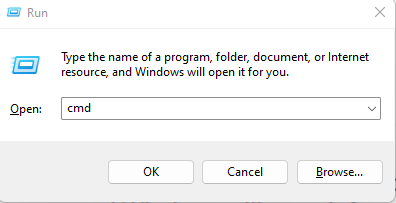 Run
Type the name of a program, folder, document, or Internet
resource, and Windows will open it for you.
Open: cmd
OK Cancel Browse...